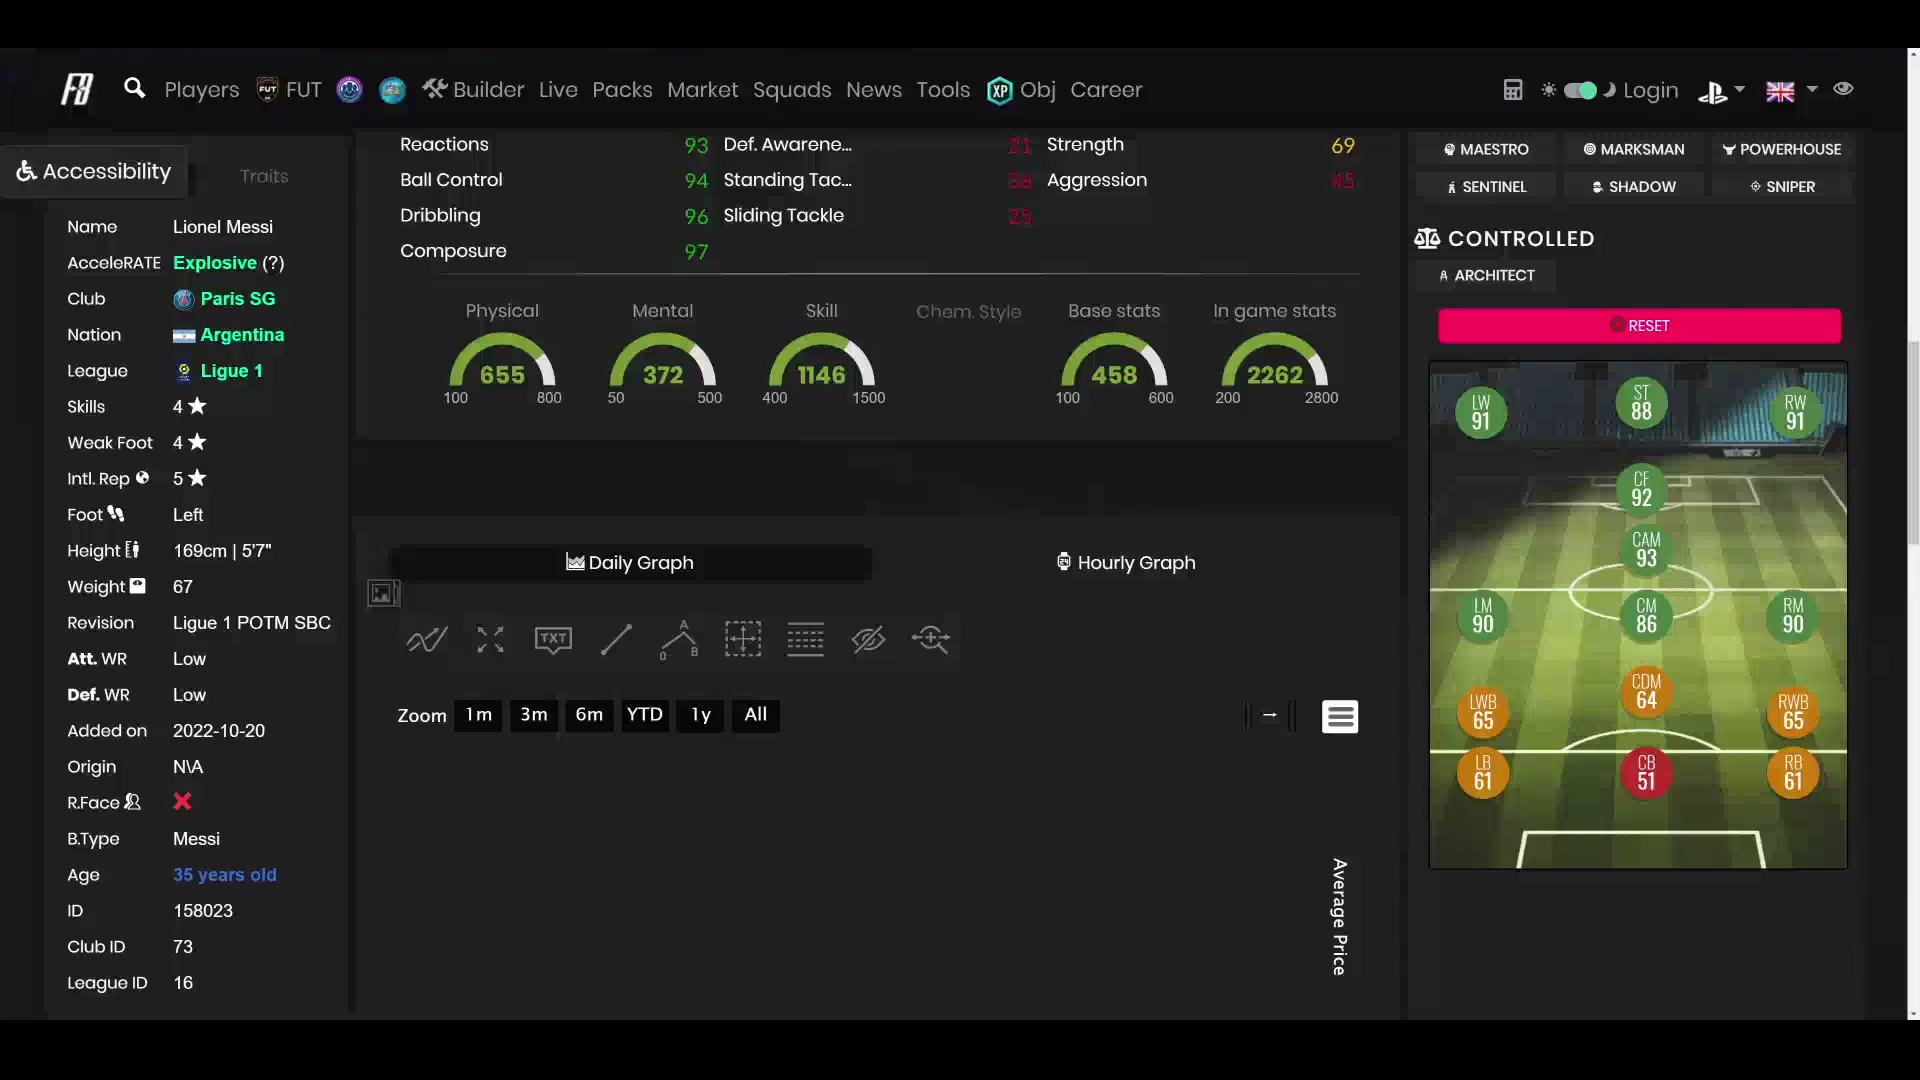 FB Players FUT Builder Live Packs Market Squads News Tools XP Obj Career Login
Accessibility
Traits
Name Lionel Messi
AcceleRATE Explosive (?)
Club Paris SG
Nation Argentina
League Ligue 1
Skills 4
Weak Foot 4
Intl. Rep 5
Foot Left
Height 169cm | 5'7"
Weight 67
Revision Ligue 1 POTM SBC
Att. WR Low
Def. WR Low
Added on 2022-10-20
Origin N\A
R.Face
B.Type Messi
Age 35 years old
ID 158023
Club ID 73
League ID 16
Reactions 93 Def. Awarene... Strength 69
Ball Control 94 Standing Tac... Aggression
Dribbling 96 Sliding Tackle 25
Composure 97
Physical Mental Skill Chem. Style Base stats In game stats
655 372 1146 458 2262
100 800 50 500 400 1500 100 600 200 2800
Daily Graph Hourly Graph
TXT A 0 B
Zoom 1m 3m 6m YTD 1y All →
Average Price
MAESTRO MARKSMAN POWERHOUSE
SENTINEL SHADOW SNIPER
CONTROLLED
ARCHITECT
RESET
LW 91 ST 88 RW 91
CF 92
CAM 93
LM 90 CM 86 RM 90
LWB 65 CDM 64 RWB 65
LB 61 CB 51 RB 61